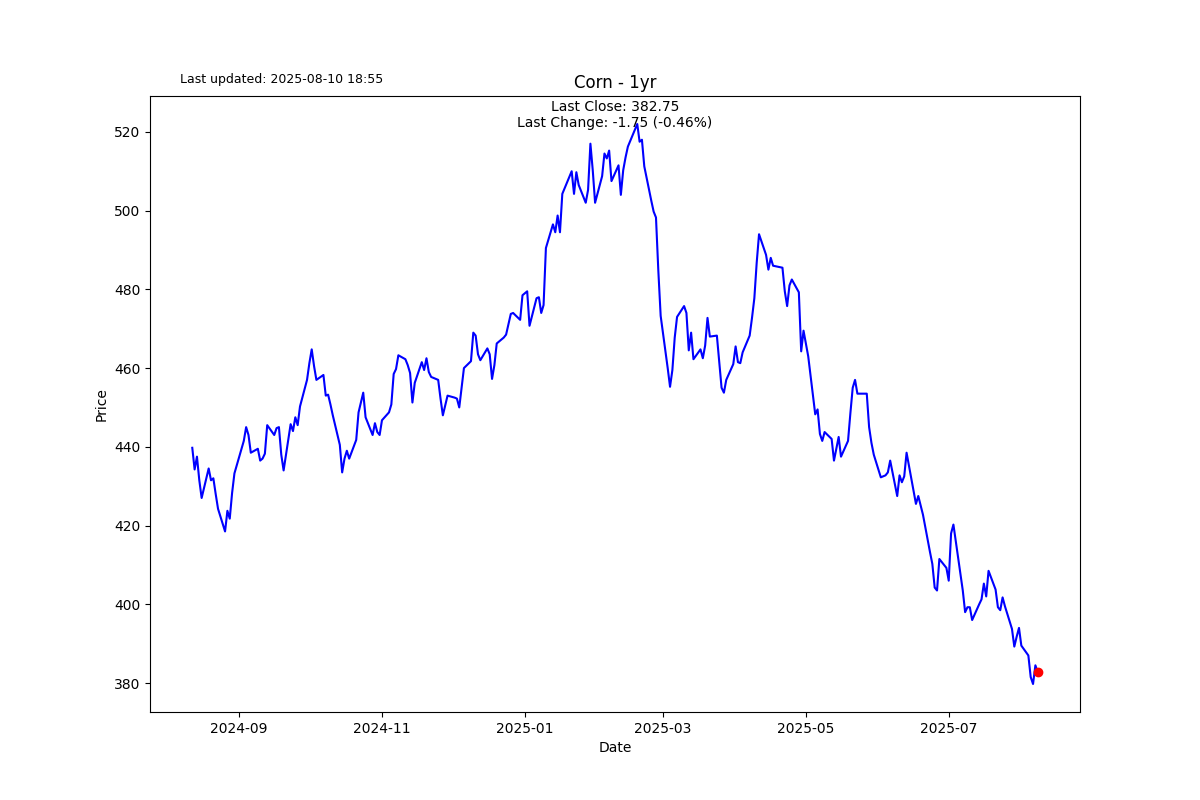 Last updated: 2025-08-10 18:55
Corn - 1yr
Last Close: 382.75
Last Change: -1.75 (-0.46%)
520
500
480
460
440
420
400
380
Price
2024-09
2024-11
2025-01
2025-03
2025-05
2025-07
Date